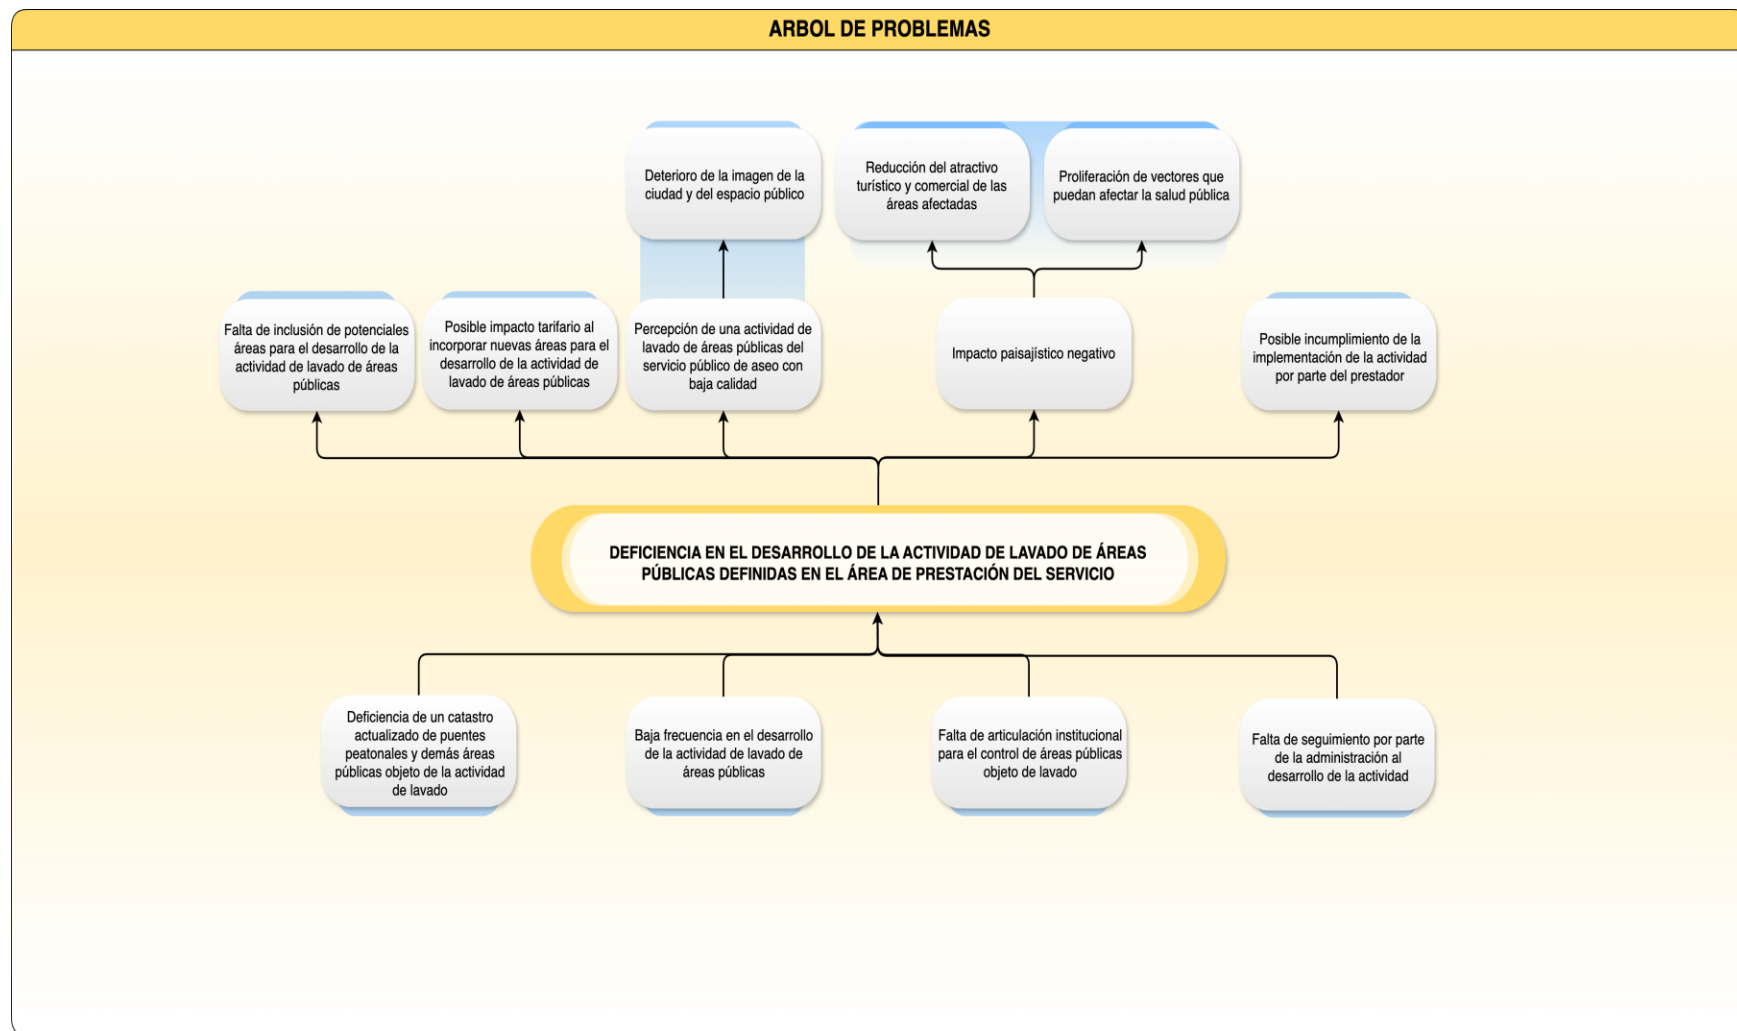 ARBOL DE PROBLEMAS
Deterioro de la imagen de la
ciudad y del espacio público
Reducción del atractivo
turístico y comercial de las
áreas afectadas
Proliferación de vectores que
puedan afectar la salud pública
Falta de inclusión de potenciales
áreas para el desarrollo de la
actividad de lavado de áreas
públicas
Posible impacto tarifario al
incorporar nuevas áreas para el
desarrollo de la actividad de
lavado de áreas públicas
Percepción de una actividad de
lavado de áreas públicas del
servicio público de aseo con
baja calidad
Impacto paisajístico negativo
Posible incumplimiento de la
implementación de la actividad
por parte del prestador
DEFICIENCIA EN EL DESARROLLO DE LA ACTIVIDAD DE LAVADO DE ÁREAS
PÚBLICAS DEFINIDAS EN EL ÁREA DE PRESTACIÓN DEL SERVICIO
Deficiencia de un catastro
actualizado de puentes
peatonales y demás áreas
públicas objeto de la actividad
de lavado
Baja frecuencia en el desarrollo
de la actividad de lavado de
áreas públicas
Falta de articulación institucional
para el control de áreas públicas
objeto de lavado
Falta de seguimiento por parte
de la administración al
desarrollo de la actividad